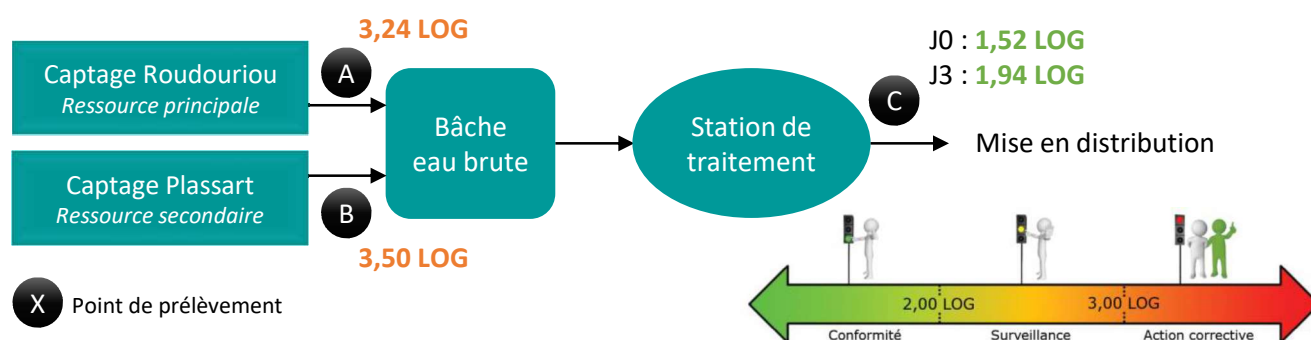 3,24 LOG
J0 : 1,52 LOG
J3 : 1,94 LOG
Captage Roudouriou
Ressource principale
A
C
Bâche
eau brute
Station de
traitement
Mise en distribution
Captage Plassart
Ressource secondaire
B
3,50 LOG
X
Point de prélèvement
2,00 LOG
3,00 LOG
Conformité
Surveillance
Action corrective